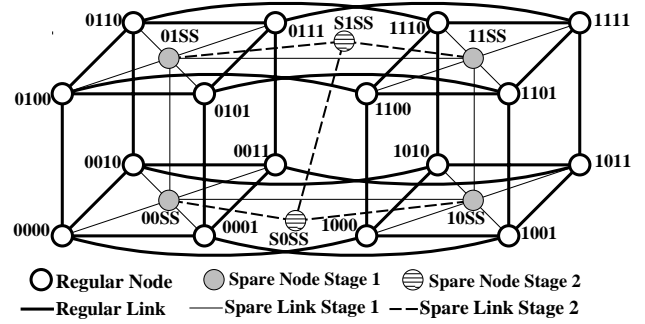 0110
01SS
0111
S1SS
1110
11SS
1111
0100
0101
1100
1101
0010
0011
1010
1011
0000
00SS
0001
S0SS
1000
10SS
1001
Regular Node
Spare Node Stage 1
Spare Node Stage 2
Regular Link
Spare Link Stage 1
Spare Link Stage 2